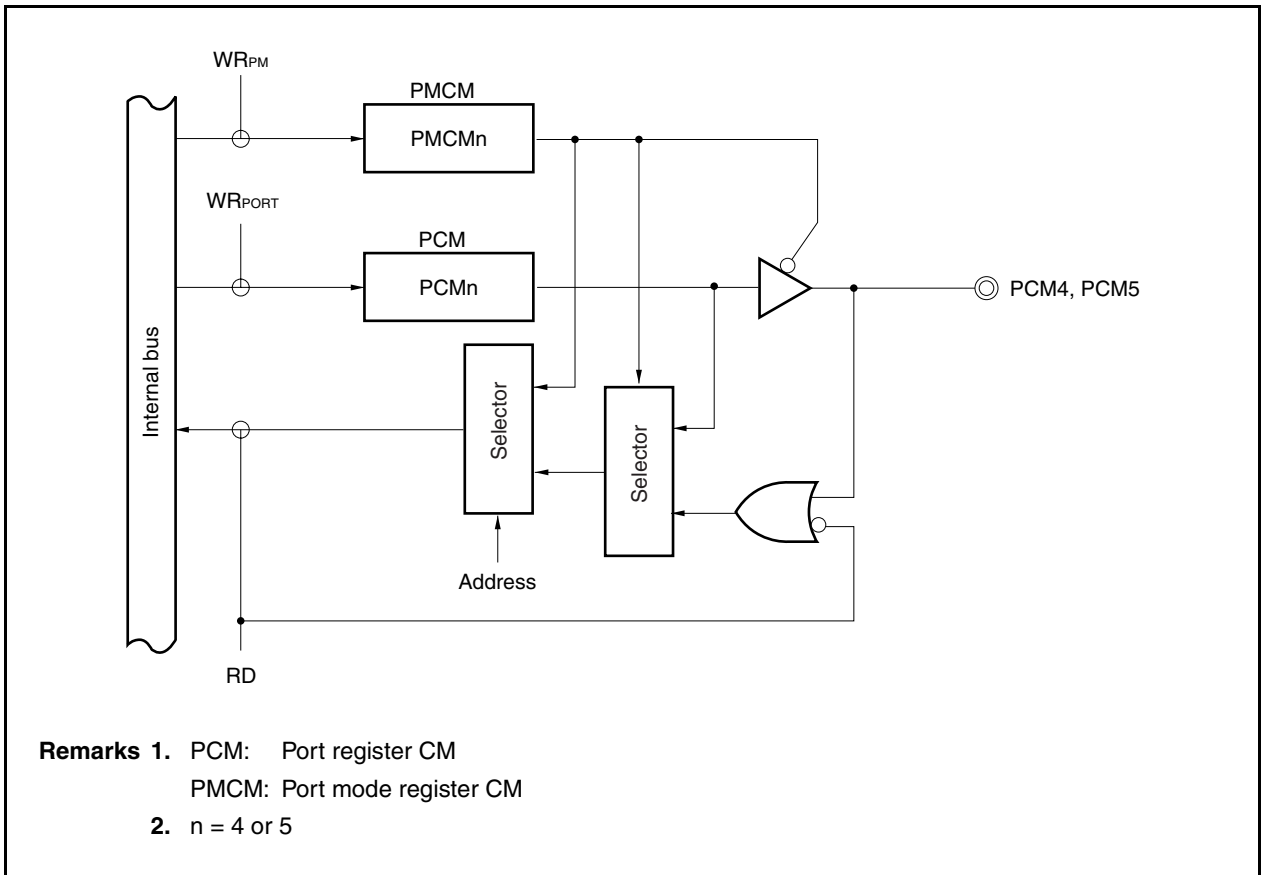 WRPM
PMCM
PMCMn
WRPORT
PCM
PCMn
PCM4, PCM5
Internal bus
Selector
Selector
Address
RD
Remarks 1. PCM: Port register CM
PMCM: Port mode register CM
2. n = 4 or 5